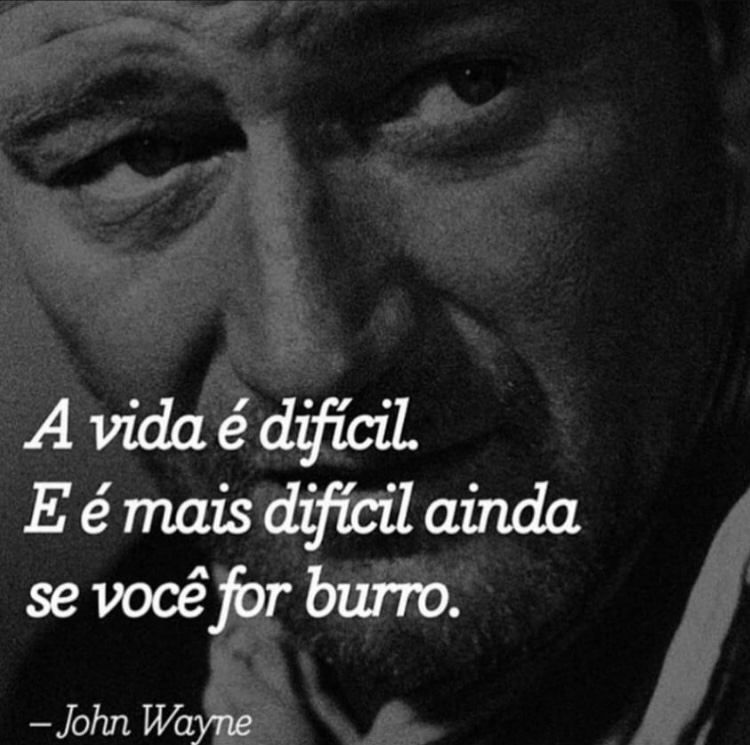 A vida é difícil.
E é mais difícil ainda
se você for burro.
– John Wayne